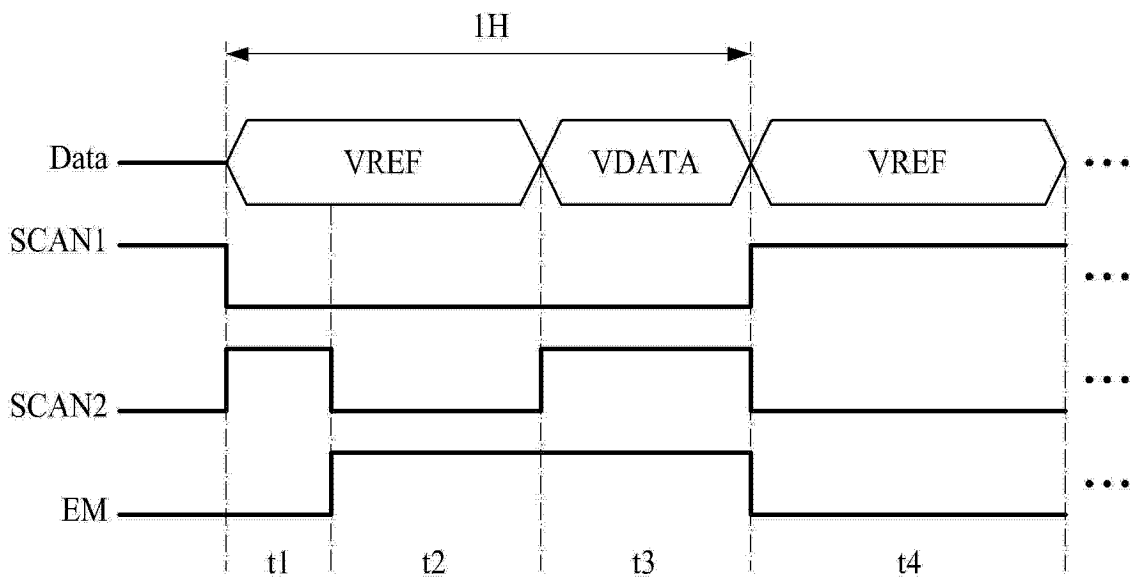 1H
Data VREF VDATA VREF •••
SCAN1 •••
SCAN2 •••
EM •••
t1 t2 t3 t4